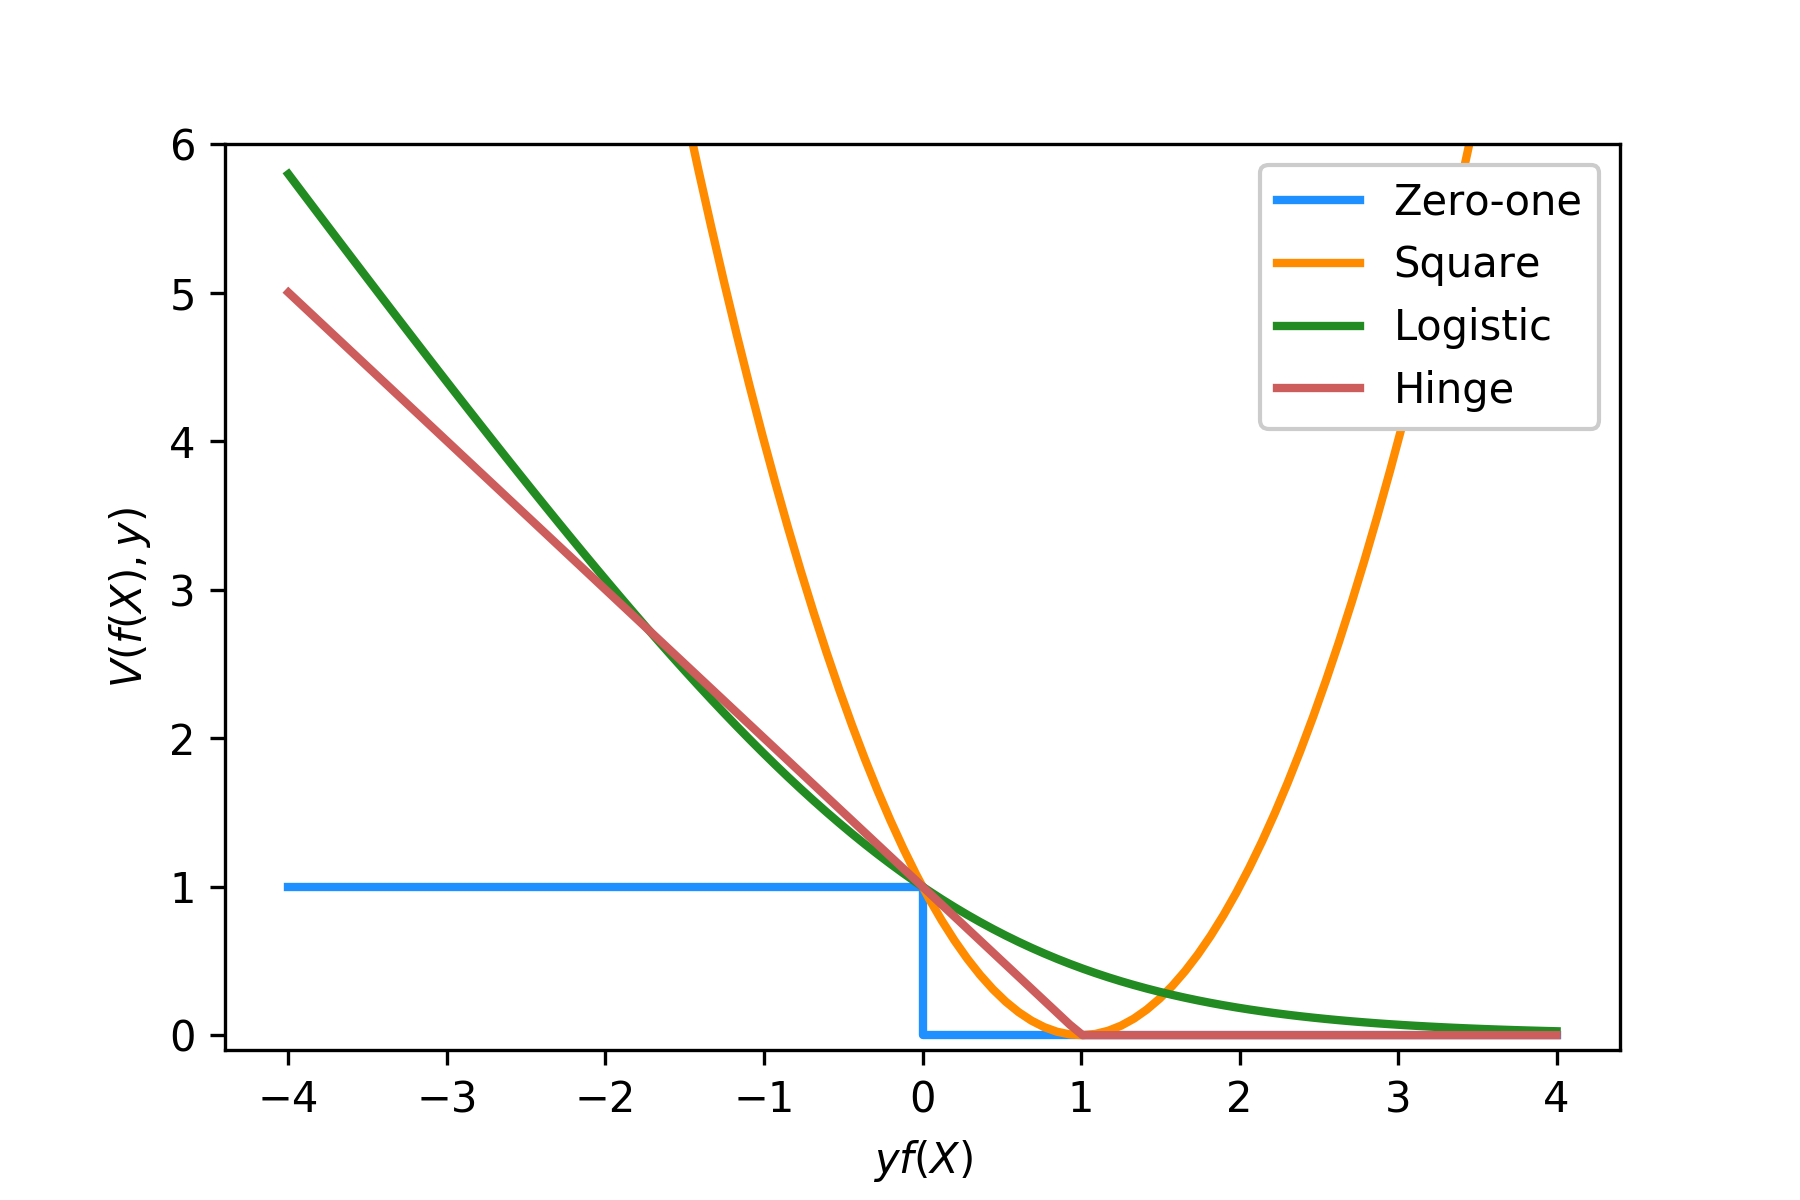 6
5
4
3
2
1
0
V(f(X), y)
Zero-one
Square
Logistic
Hinge
−4 −3 −2 −1 0 1 2 3 4
yf(X)